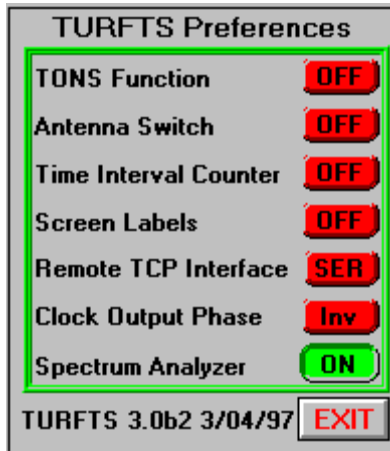 TURFTS Preferences
TONS Function OFF
Antenna Switch OFF
Time Interval Counter OFF
Screen Labels OFF
Remote TCP Interface SER
Clock Output Phase Inv
Spectrum Analyzer ON
TURFTS 3.0b2 3/04/97 EXIT